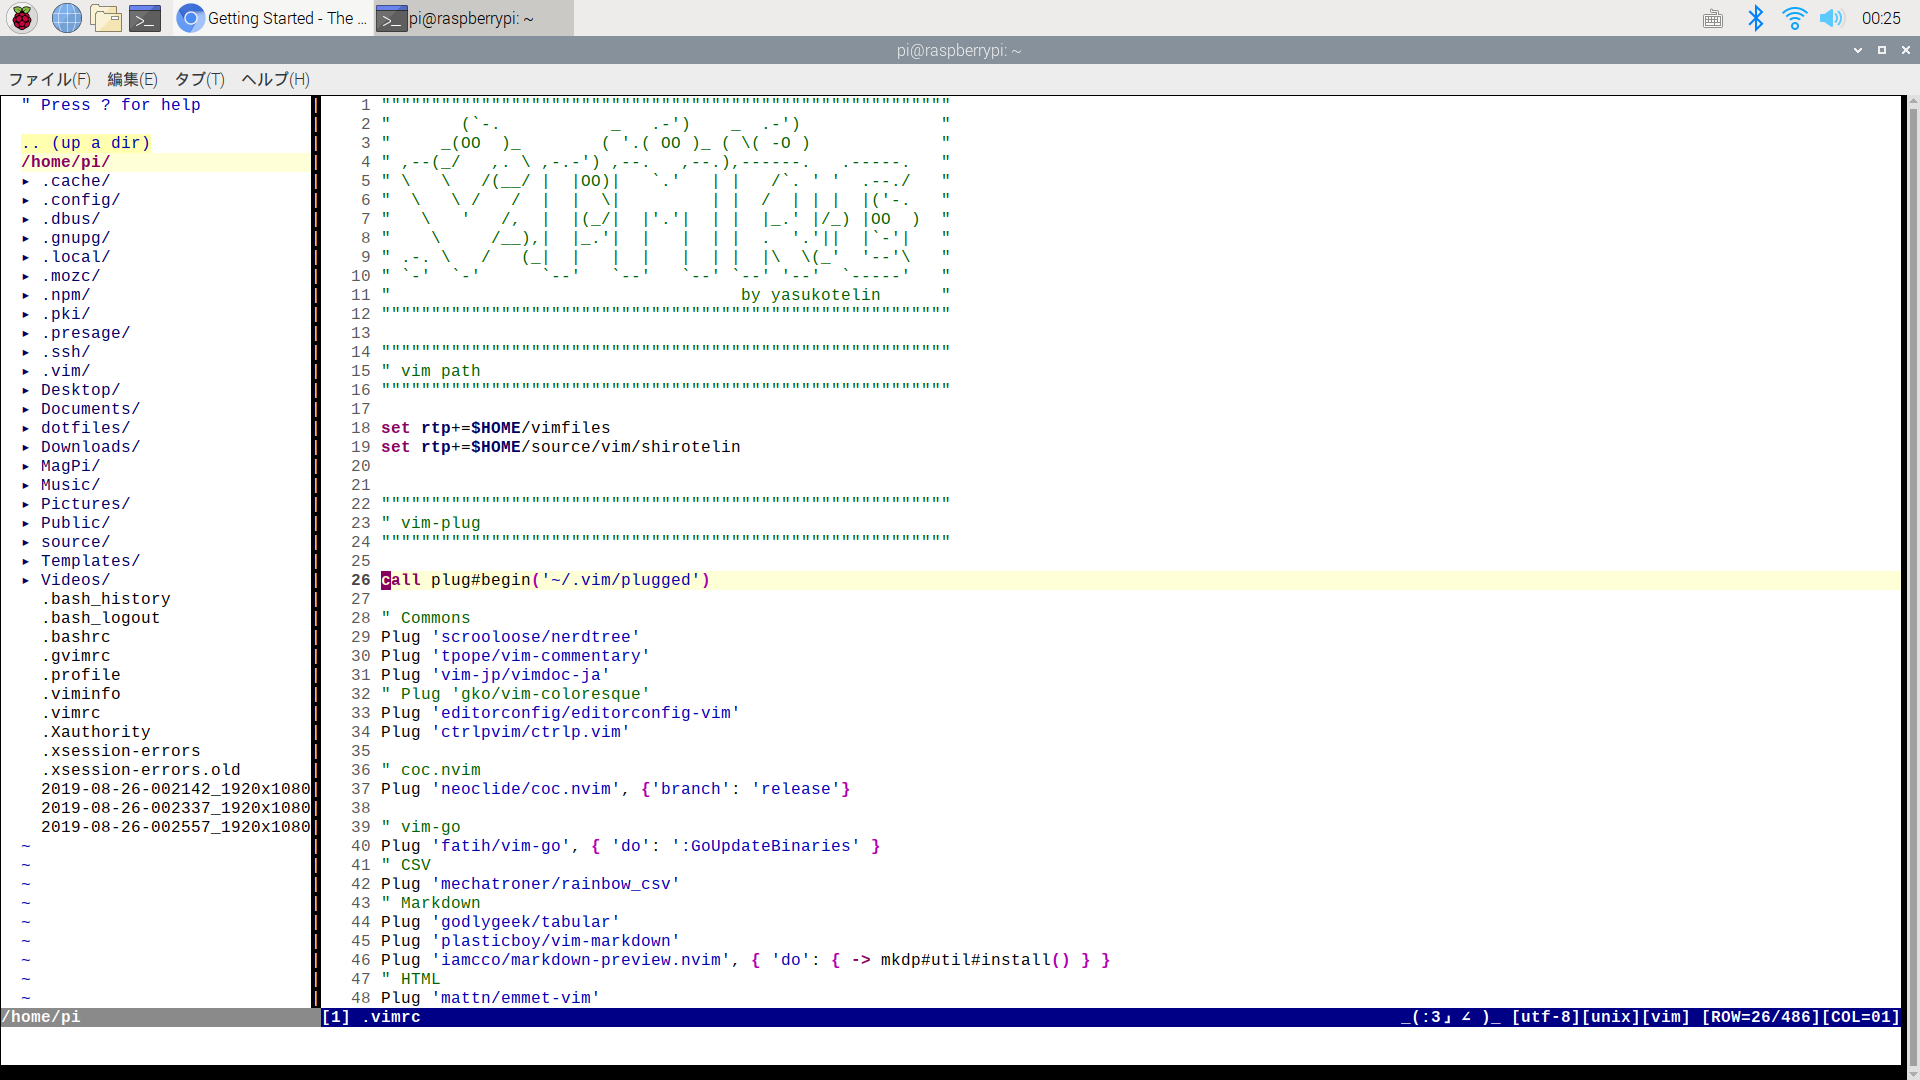 Getting Started - The ...
pi@raspberrypi: ~
00:25
pi@raspberrypi: ~
ファイル(F) 編集(E) タブ(T) ヘルプ(H)
" Press ? for help
.. (up a dir)
/home/pi/
▸ .cache/
▸ .config/
▸ .dbus/
▸ .gnupg/
▸ .local/
▸ .mozc/
▸ .npm/
▸ .pki/
▸ .presage/
▸ .ssh/
▸ .vim/
▸ Desktop/
▸ Documents/
▸ dotfiles/
▸ Downloads/
▸ MagPi/
▸ Music/
▸ Pictures/
▸ Public/
▸ source/
▸ Templates/
▸ Videos/
.bash_history
.bash_logout
.bashrc
.gvimrc
.profile
.viminfo
.vimrc
.Xauthority
.xsession-errors
.xsession-errors.old
2019-08-26-002142_1920x1080
2019-08-26-002337_1920x1080
2019-08-26-002557_1920x1080
~
~
~
~
~
~
~
~
~
/home/pi
1 """""""""""""""""""""""""""""""""""""""""""""""""""""""""
2 "       (`-.           _   .-')    _  .-')              "
3 "     _(OO  )_        ( '.( OO )_ ( \( -O )             "
4 " ,--(_/   ,. \ ,-.-') ,--.   ,--.),------.   .-----.   "
5 " \   \   /(__/ |  |OO)|   `.'   | |   /`. ' '  .--./   "
6 "  \   \ /   /  |  |  \|         | |  /  | | |  |('-.   "
7 "   \   '   /,  |  |(_/|  |'.'|  | |  |_.' |/_) |OO  )  "
8 "    \     /__),|  |_.'|  |   |  | |  .  '.'||  |`-'|   "
9 " .-. \   /   (_|  |   |  |   |  | |  |\  \(_'  '--'\   "
10 " `-'  `-'      `--'   `--'   `--' `--' '--'  `-----'   "
11 "                                   by yasukotelin      "
12 """""""""""""""""""""""""""""""""""""""""""""""""""""""""
13
14 """""""""""""""""""""""""""""""""""""""""""""""""""""""""
15 " vim path
16 """""""""""""""""""""""""""""""""""""""""""""""""""""""""
17
18 set rtp+=$HOME/vimfiles
19 set rtp+=$HOME/source/vim/shirotelin
20
21
22 """""""""""""""""""""""""""""""""""""""""""""""""""""""""
23 " vim-plug
24 """""""""""""""""""""""""""""""""""""""""""""""""""""""""
25
26 call plug#begin('~/.vim/plugged')
27
28 " Commons
29 Plug 'scrooloose/nerdtree'
30 Plug 'tpope/vim-commentary'
31 Plug 'vim-jp/vimdoc-ja'
32 " Plug 'gko/vim-coloresque'
33 Plug 'editorconfig/editorconfig-vim'
34 Plug 'ctrlpvim/ctrlp.vim'
35
36 " coc.nvim
37 Plug 'neoclide/coc.nvim', {'branch': 'release'}
38
39 " vim-go
40 Plug 'fatih/vim-go', { 'do': ':GoUpdateBinaries' }
41 " CSV
42 Plug 'mechatroner/rainbow_csv'
43 " Markdown
44 Plug 'godlygeek/tabular'
45 Plug 'plasticboy/vim-markdown'
46 Plug 'iamcco/markdown-preview.nvim', { 'do': { -> mkdp#util#install() } }
47 " HTML
48 Plug 'mattn/emmet-vim'
[1] .vimrc
_(:3」∠ )_ [utf-8][unix][vim] [ROW=26/486][COL=01]